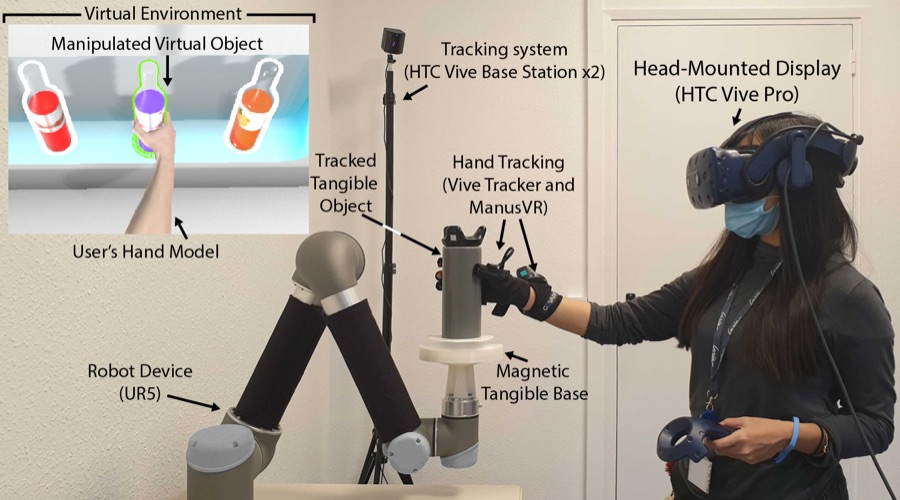 Virtual Environment
Manipulated Virtual Object
User's Hand Model
Tracking system
(HTC Vive Base Station x2)
Head-Mounted Display
(HTC Vive Pro)
Tracked
Tangible
Object
Hand Tracking
(Vive Tracker and
ManusVR)
Robot Device
(UR5)
Magnetic
Tangible Base